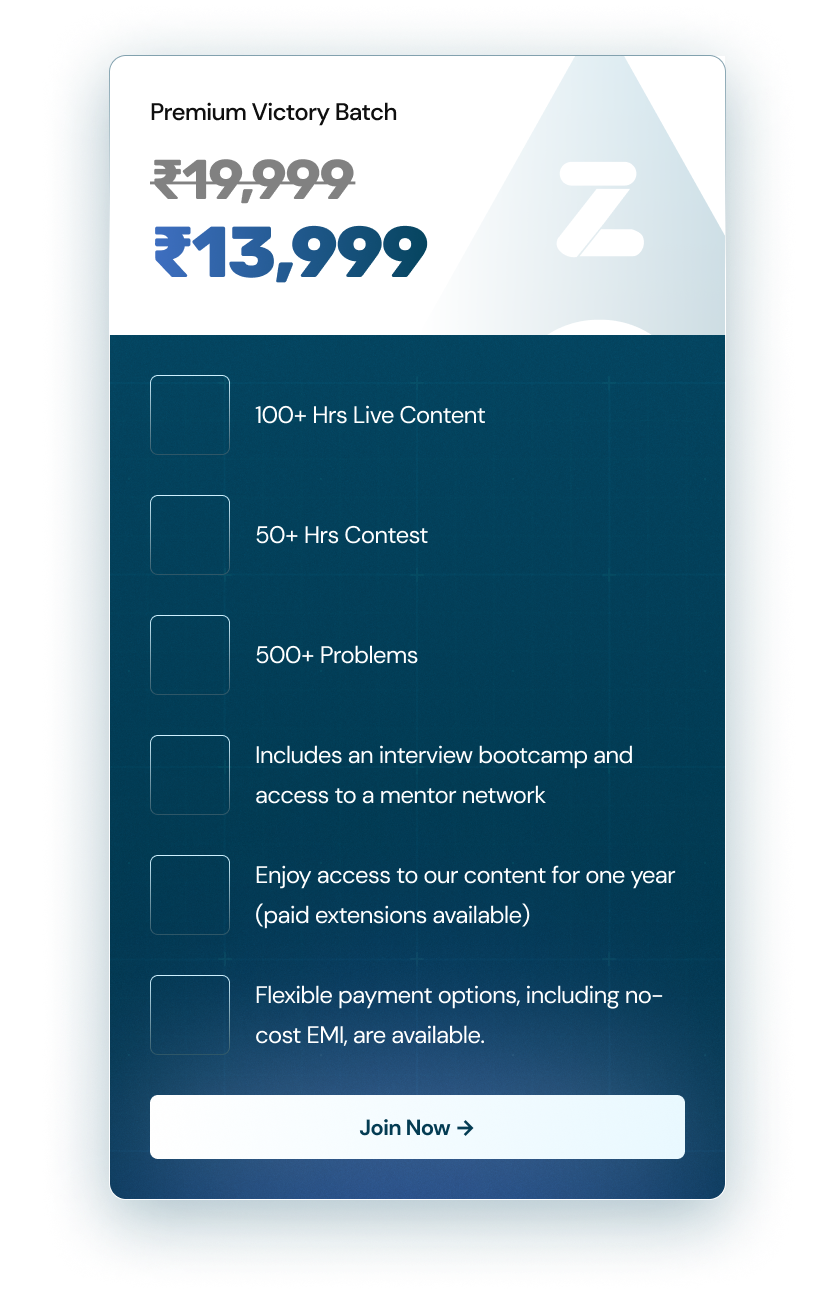 Premium Victory Batch
₹19,999
₹13,999
100+ Hrs Live Content
50+ Hrs Contest
500+ Problems
Includes an interview bootcamp and
access to a mentor network
Enjoy access to our content for one year
(paid extensions available)
Flexible payment options, including no-
cost EMI, are available.
Join Now →